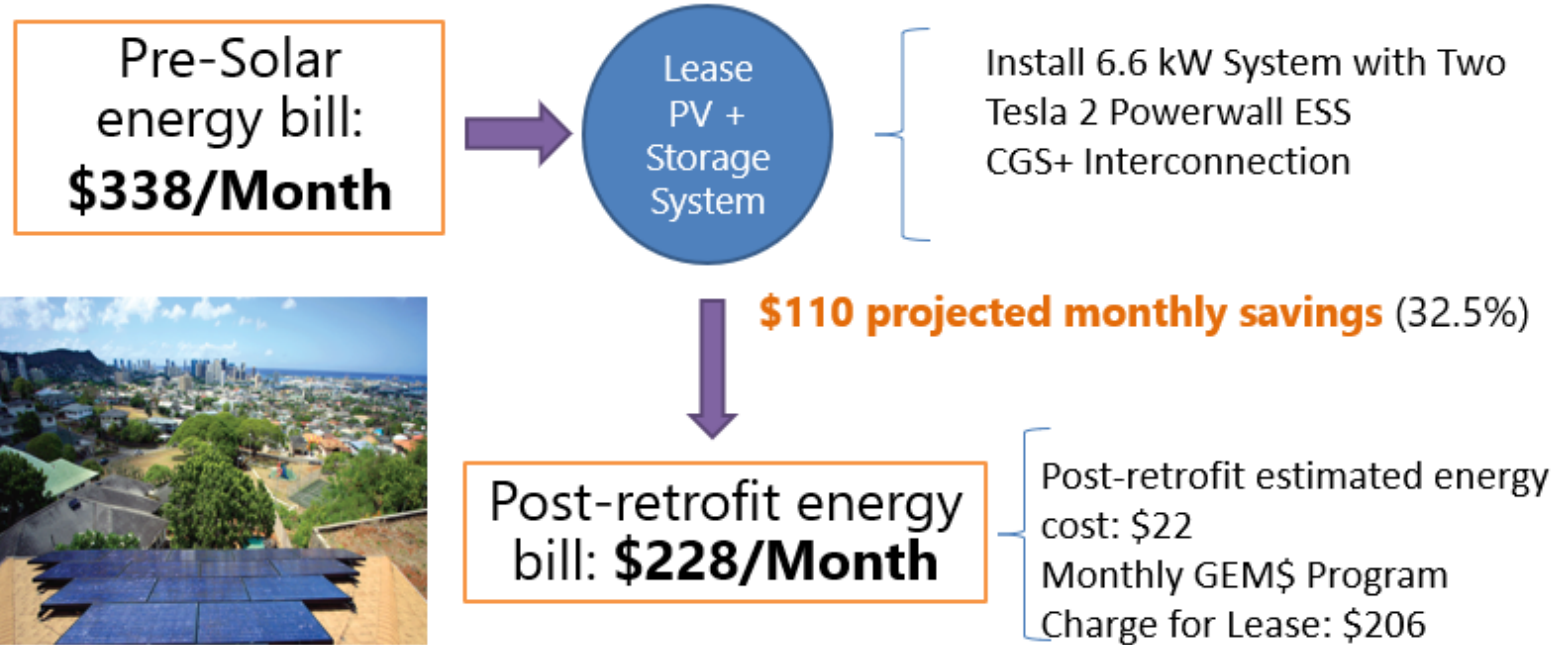 Pre-Solar
energy bill:
$338/Month
Lease
PV +
Storage
System
Install 6.6 kW System with Two
Tesla 2 Powerwall ESS
CGS+ Interconnection
$110 projected monthly savings (32.5%)
Post-retrofit energy
bill: $228/Month
Post-retrofit estimated energy
cost: $22
Monthly GEM$ Program
Charge for Lease: $206